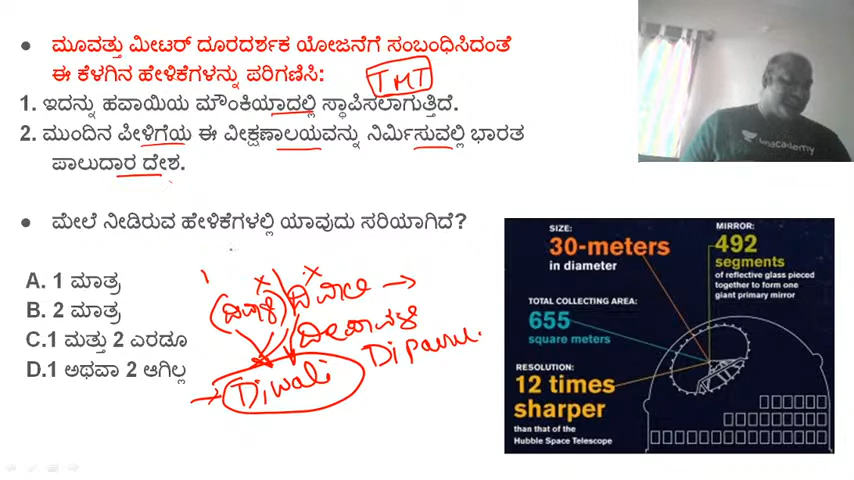 • ಮೂವತ್ತು ಮೀಟರ್ ದೂರದರ್ಶಕ ಯೋಜನೆಗೆ ಸಂಬಂಧಿಸಿದಂತೆ
ಈ ಕೆಳಗಿನ ಹೇಳಿಕೆಗಳನ್ನು ಪರಿಗಣಿಸಿ:
TMT
1. ಇದನ್ನು ಹವಾಯಿಯ ಮೌಂಕಿಯಾದಲ್ಲಿ ಸ್ಥಾಪಿಸಲಾಗುತ್ತಿದೆ.
2. ಮುಂದಿನ ಪೀಳಿಗೆಯ ಈ ವೀಕ್ಷಣಾಲಯವನ್ನು ನಿರ್ಮಿಸುವಲ್ಲಿ ಭಾರತ
ಪಾಲುದಾರ ದೇಶ.
• ಮೇಲೆ ನೀಡಿರುವ ಹೇಳಿಕೆಗಳಲ್ಲಿ ಯಾವುದು ಸರಿಯಾಗಿದೆ?
A. 1 ಮಾತ್ರ
B. 2 ಮಾತ್ರ
C.1 ಮತ್ತು 2 ಎರಡೂ
D.1 ಅಥವಾ 2 ಆಗಿಲ್ಲ
ದೀಪಾವಳಿ
Diwali
unacademy
SIZE:
30-meters
in diameter
MIRROR:
492
segments
of reflective glass pieced
together to form one
giant primary mirror
TOTAL COLLECTING AREA:
655
square meters
RESOLUTION:
12 times
sharper
than that of the
Hubble Space Telescope